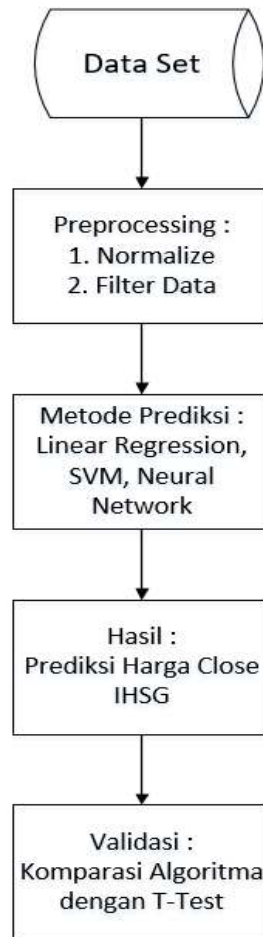 Data Set
Preprocessing :
1. Normalize
2. Filter Data
Metode Prediksi :
Linear Regression,
SVM, Neural
Network
Hasil :
Prediksi Harga Close
IHSG
Validasi :
Komparasi Algoritma
dengan T-Test